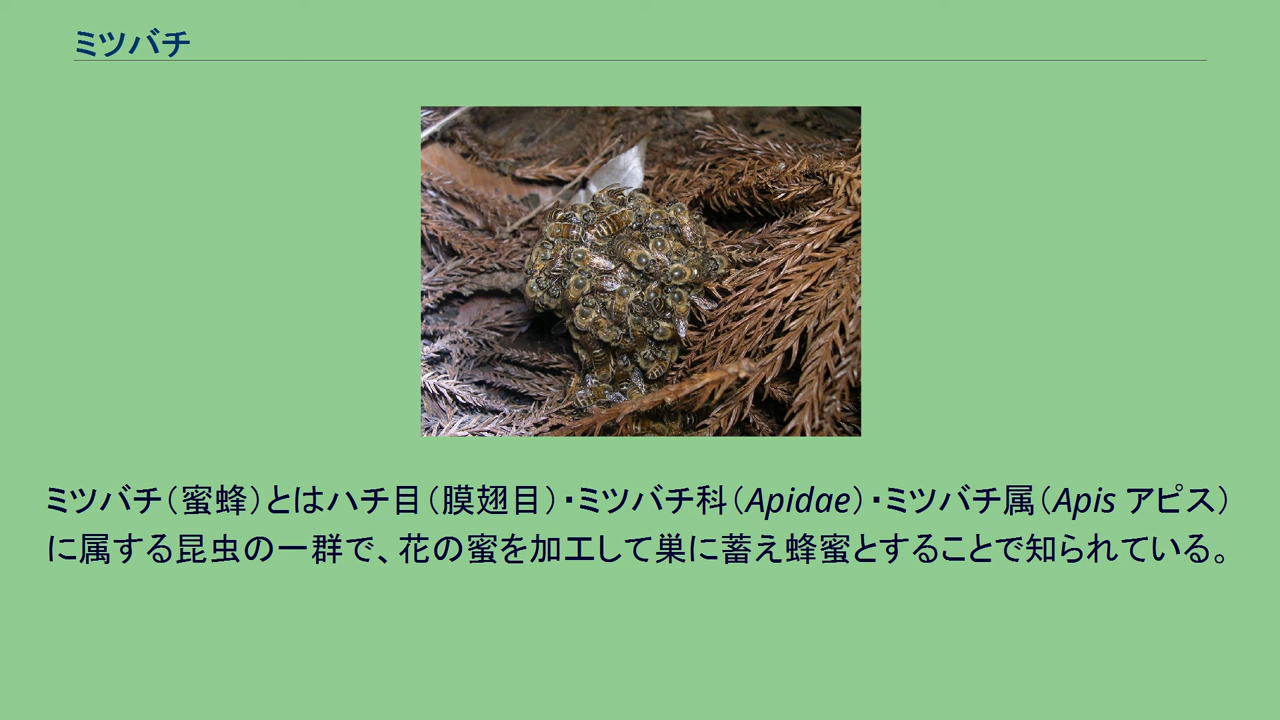 ミツバチ
ミツバチ（蜜蜂）とはハチ目（膜翅目）・ミツバチ科（Apidae）・ミツバチ属（Apis アピス）
に属する昆虫の一群で、花の蜜を加工して巣に蓄え蜂蜜とすることで知られている。